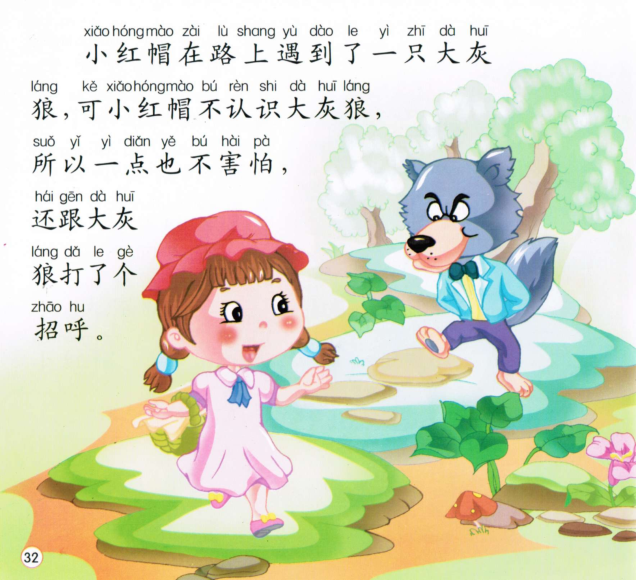 xiǎo hóng mào zài lù shang yù dào le yì zhī dà huī
小红帽在路上遇到了一只大灰
láng kě xiǎo hóng mào bú rèn shi dà huī láng
狼，可小红帽不认识大灰狼，
suǒ yǐ yì diǎn yě bú hài pà
所以一点也不害怕，
hái gēn dà huī
还跟大灰
láng dǎ le gè
狼打了个
zhāo hu
招呼。
32